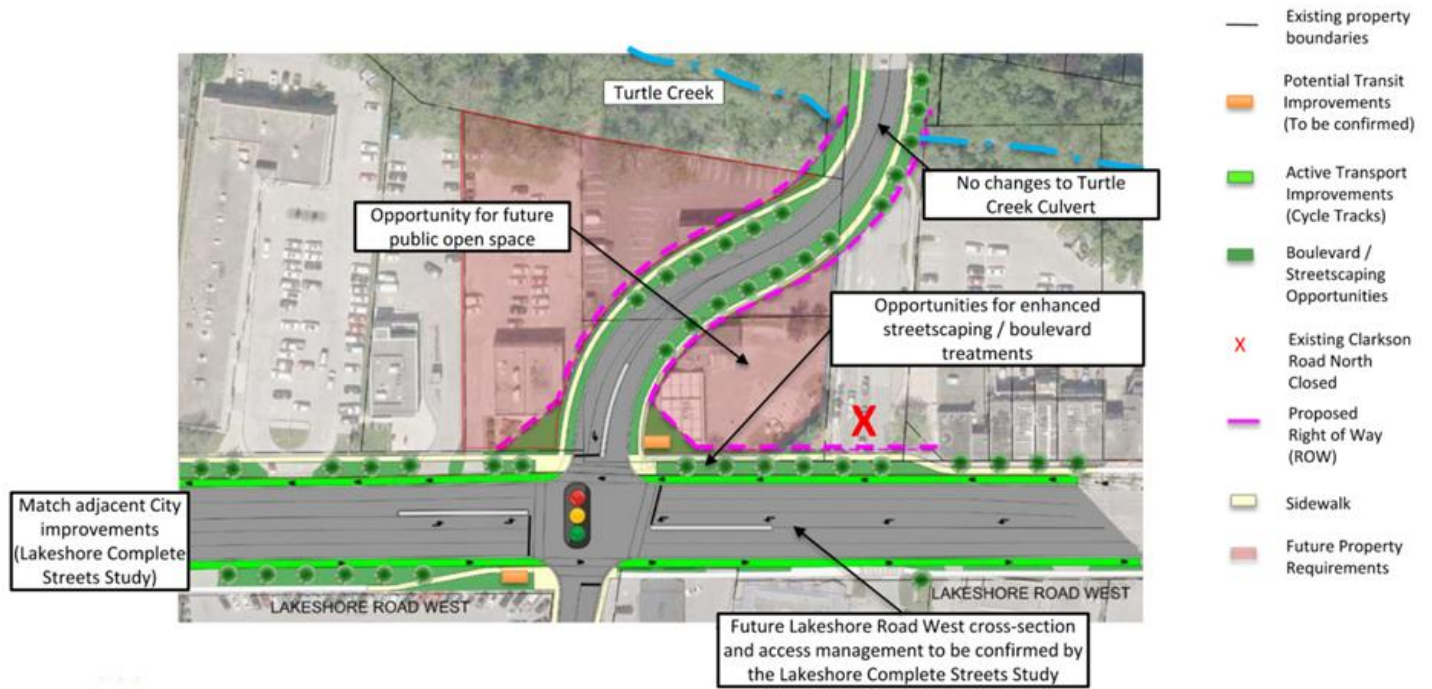 Turtle Creek
No changes to Turtle
Creek Culvert
Opportunity for future
public open space
Opportunities for enhanced
streetscaping / boulevard
treatments
X
Match adjacent City
improvements
(Lakeshore Complete
Streets Study)
LAKESHORE ROAD WEST
LAKESHORE ROAD WEST
Future Lakeshore Road West cross-section
and access management to be confirmed by
the Lakeshore Complete Streets Study
Existing property
boundaries
Potential Transit
Improvements
(To be confirmed)
Active Transport
Improvements
(Cycle Tracks)
Boulevard /
Streetscaping
Opportunities
X
Existing Clarkson
Road North
Closed
Proposed
Right of Way
(ROW)
Sidewalk
Future Property
Requirements